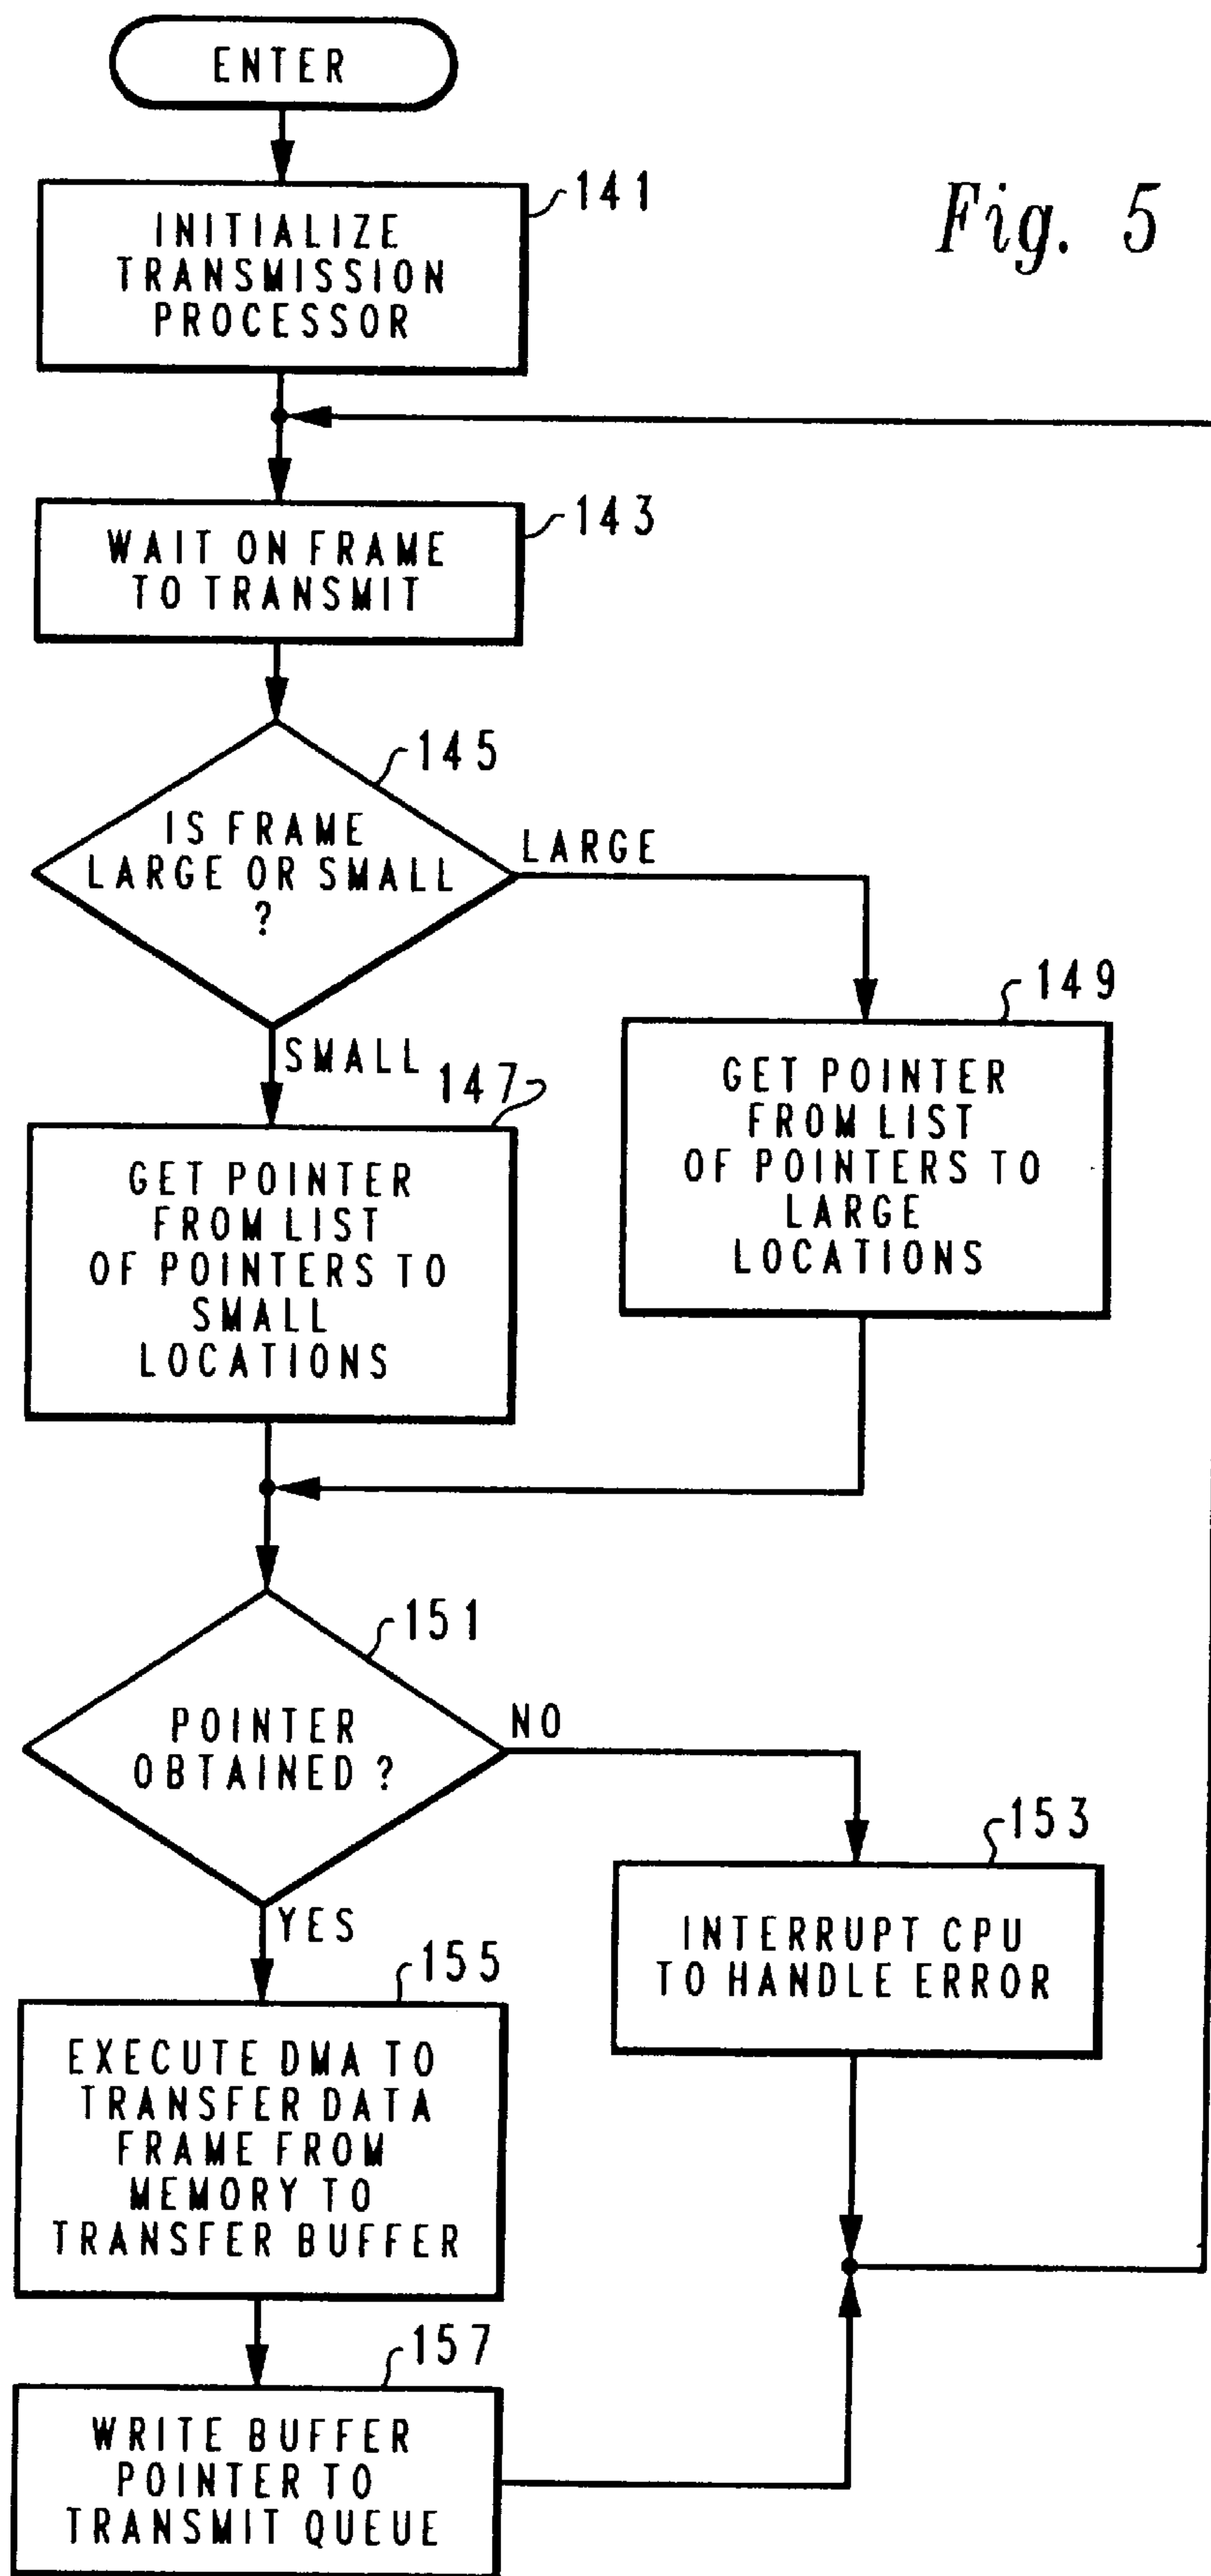 ENTER
141
Fig. 5
INITIALIZE
TRANSMISSION
PROCESSOR
143
WAIT ON FRAME
TO TRANSMIT
145
IS FRAME
LARGE OR SMALL
?
LARGE
SMALL
149
GET POINTER
FROM LIST
OF POINTERS TO
LARGE
LOCATIONS
147
GET POINTER
FROM LIST
OF POINTERS TO
SMALL
LOCATIONS
151
POINTER
OBTAINED ?
NO
YES
153
INTERRUPT CPU
TO HANDLE ERROR
155
EXECUTE DMA TO
TRANSFER DATA
FRAME FROM
MEMORY TO
TRANSFER BUFFER
157
WRITE BUFFER
POINTER TO
TRANSMIT QUEUE